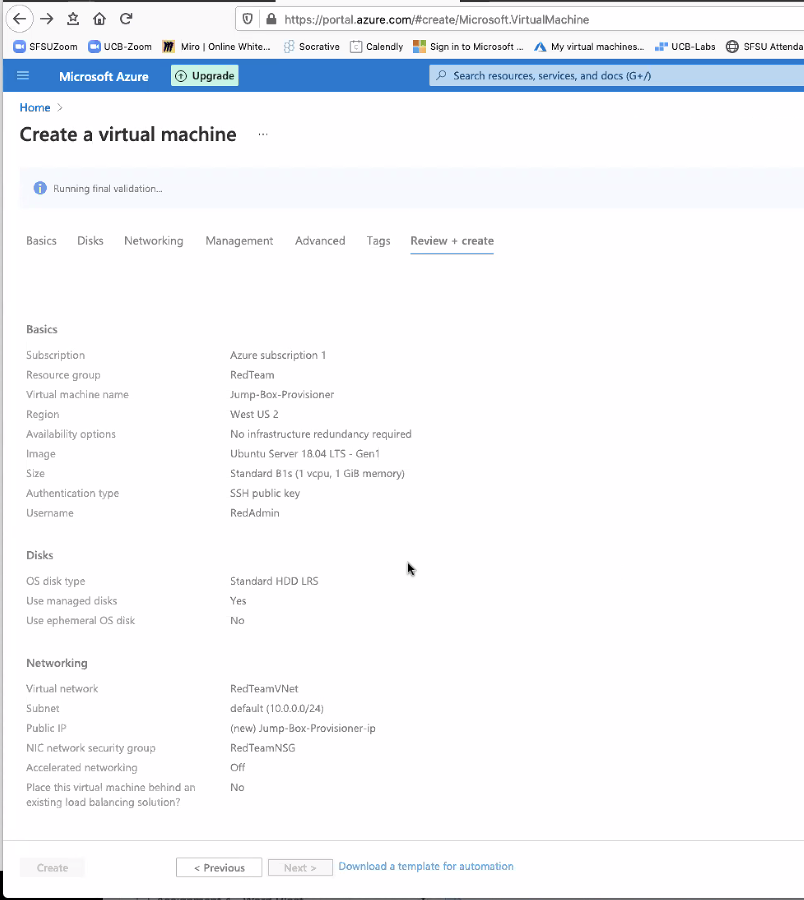 https://portal.azure.com/#create/Microsoft.VirtualMachine
SFSUZoom UCB-Zoom Miro | Online White... Socrative Calendly Sign in to Microsoft ... My virtual machines... UCB-Labs SFSU Attenda
Microsoft Azure Upgrade Search resources, services, and docs (G+/)
Home >
Create a virtual machine ...
Running final validation...
Basics Disks Networking Management Advanced Tags Review + create
Basics
Subscription Azure subscription 1
Resource group RedTeam
Virtual machine name Jump-Box-Provisioner
Region West US 2
Availability options No infrastructure redundancy required
Image Ubuntu Server 18.04 LTS - Gen1
Size Standard B1s (1 vcpu, 1 GiB memory)
Authentication type SSH public key
Username RedAdmin
Disks
OS disk type Standard HDD LRS
Use managed disks Yes
Use ephemeral OS disk No
Networking
Virtual network RedTeamVNet
Subnet default (10.0.0.0/24)
Public IP (new) Jump-Box-Provisioner-ip
NIC network security group RedTeamNSG
Accelerated networking Off
Place this virtual machine behind an No
existing load balancing solution?
Create < Previous Next > Download a template for automation